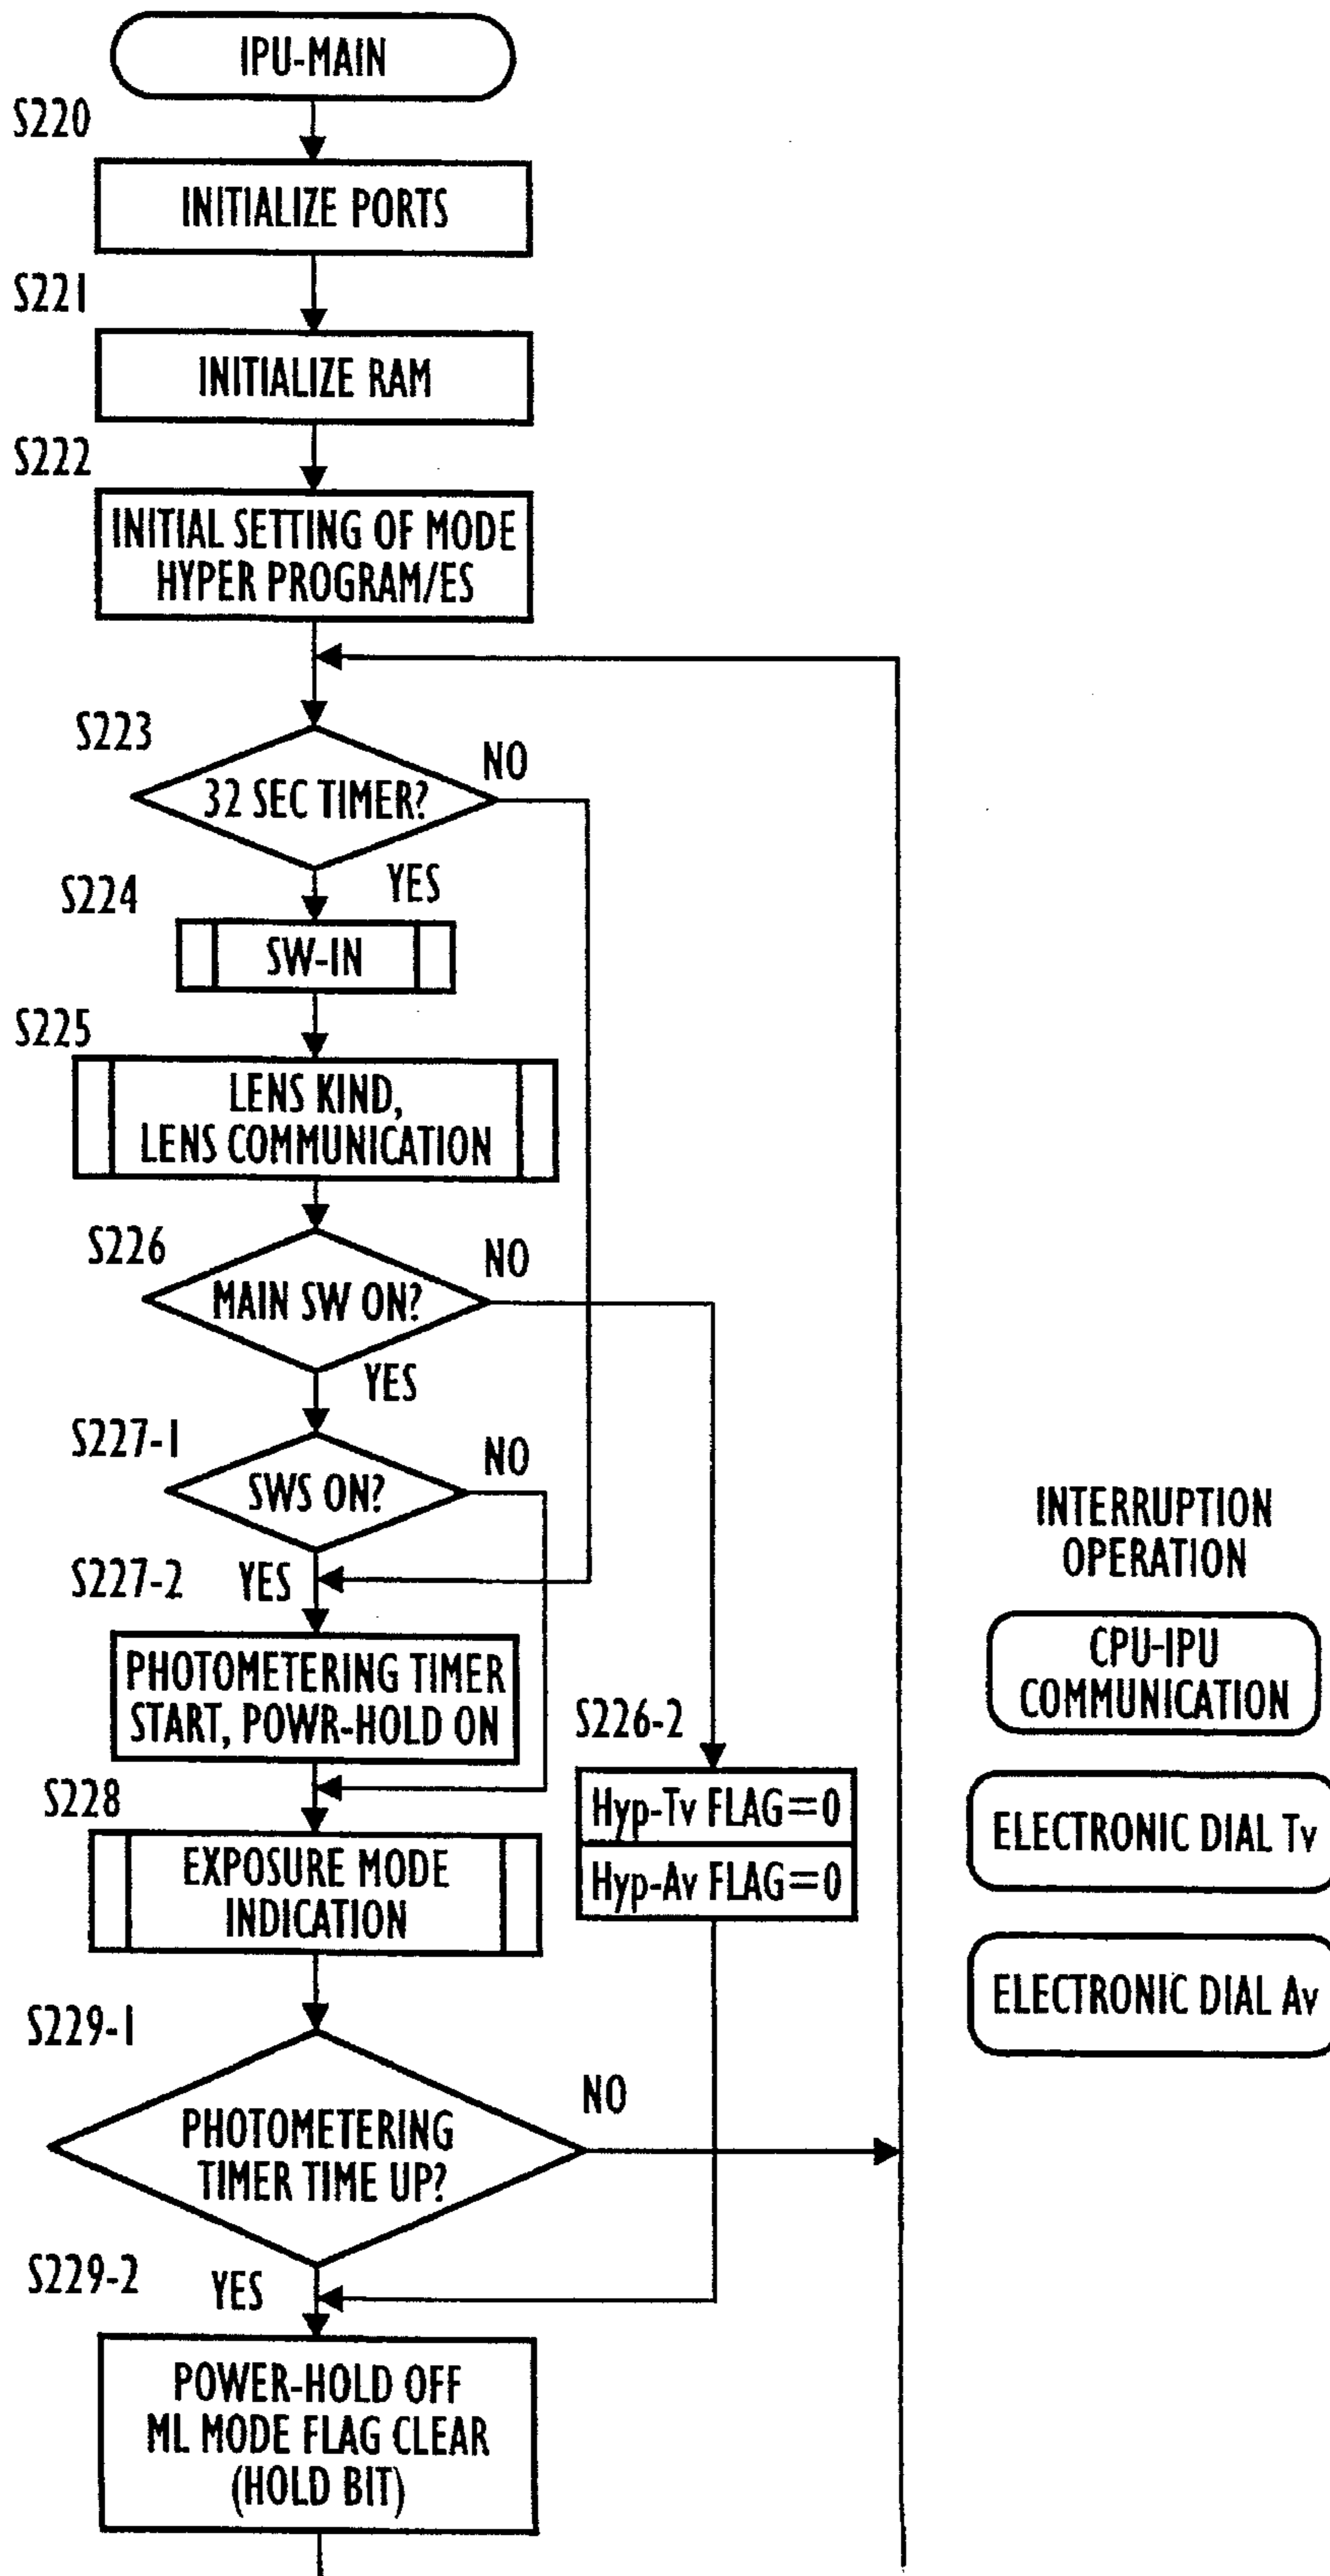 IPU-MAIN
S220
INITIALIZE PORTS
S221
INITIALIZE RAM
S222
INITIAL SETTING OF MODE
HYPER PROGRAM/ES
S223
NO
32 SEC TIMER?
YES
S224
SW-IN
S225
LENS KIND,
LENS COMMUNICATION
S226
NO
MAIN SW ON?
YES
S227-1
NO
SWS ON?
S227-2
YES
PHOTOMETERING TIMER
START, POWR-HOLD ON
S226-2
Hyp-Tv FLAG=0
Hyp-Av FLAG=0
S228
EXPOSURE MODE
INDICATION
S229-1
NO
PHOTOMETERING
TIMER TIME UP?
S229-2
YES
POWER-HOLD OFF
ML MODE FLAG CLEAR
(HOLD BIT)
INTERRUPTION
OPERATION
CPU-IPU
COMMUNICATION
ELECTRONIC DIAL Tv
ELECTRONIC DIAL Av